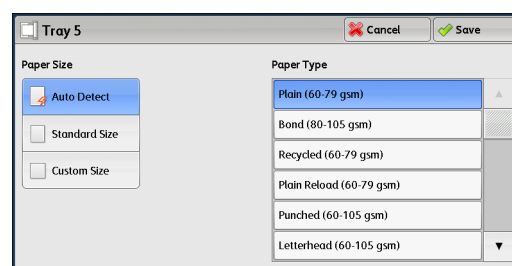 Tray 5
Cancel
Save
Paper Size
Auto Detect
Standard Size
Custom Size
Paper Type
Plain (60-79 gsm)
Bond (80-105 gsm)
Recycled (60-79 gsm)
Plain Reload (60-79 gsm)
Punched (60-105 gsm)
Letterhead (60-105 gsm)